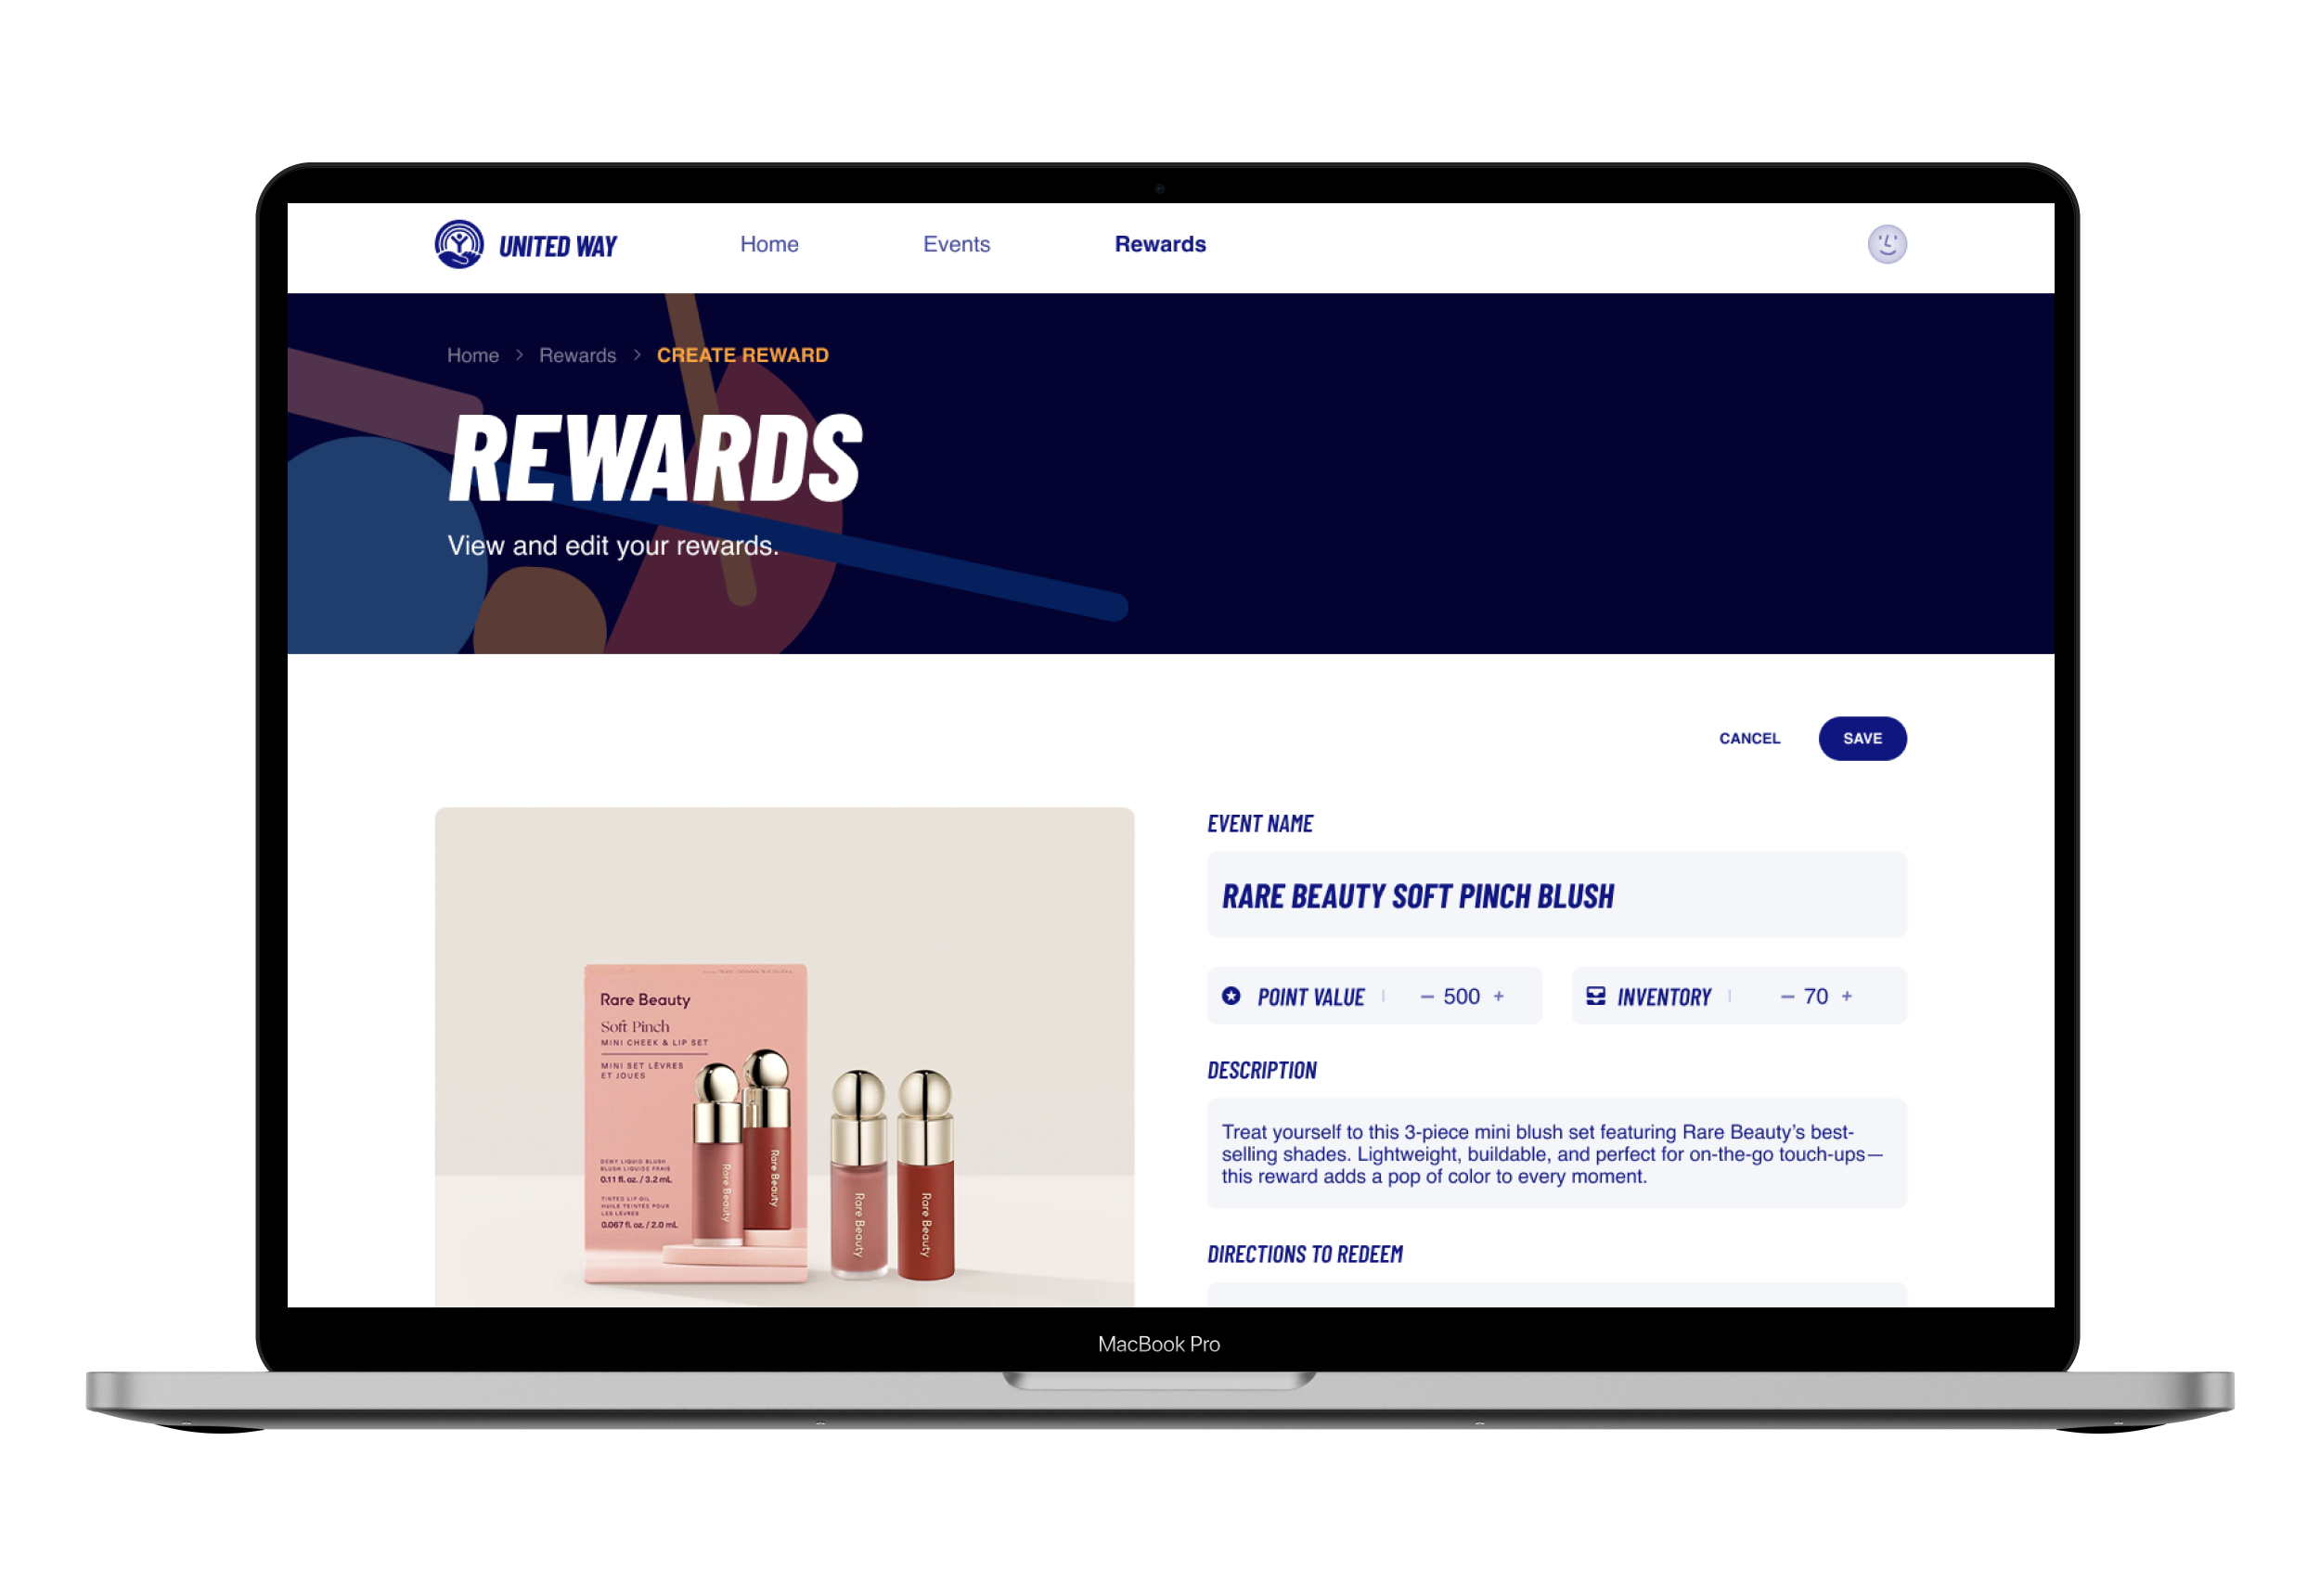 UNITED WAY
Home
Events
Rewards
Home > Rewards > CREATE REWARD
REWARDS
View and edit your rewards.
CANCEL
SAVE
Rare Beauty
Soft Pinch
MINI CHEEK & LIP SET
MINI SET LÈVRES
ET JOUES
DEWY LIQUID BLUSH
BLUSH LIQUIDE FRAIS
0.11 fl. oz. / 3.2 mL
TINTED LIP OIL
HUILE TEINTÉE POUR
LES LÈVRES
0.067 fl. oz. / 2.0 mL
Rare Beauty
Rare Beauty
Rare Beauty
Rare Beauty
EVENT NAME
RARE BEAUTY SOFT PINCH BLUSH
POINT VALUE | – 500 +
INVENTORY | – 70 +
DESCRIPTION
Treat yourself to this 3-piece mini blush set featuring Rare Beauty’s best-
selling shades. Lightweight, buildable, and perfect for on-the-go touch-ups—
this reward adds a pop of color to every moment.
DIRECTIONS TO REDEEM
MacBook Pro